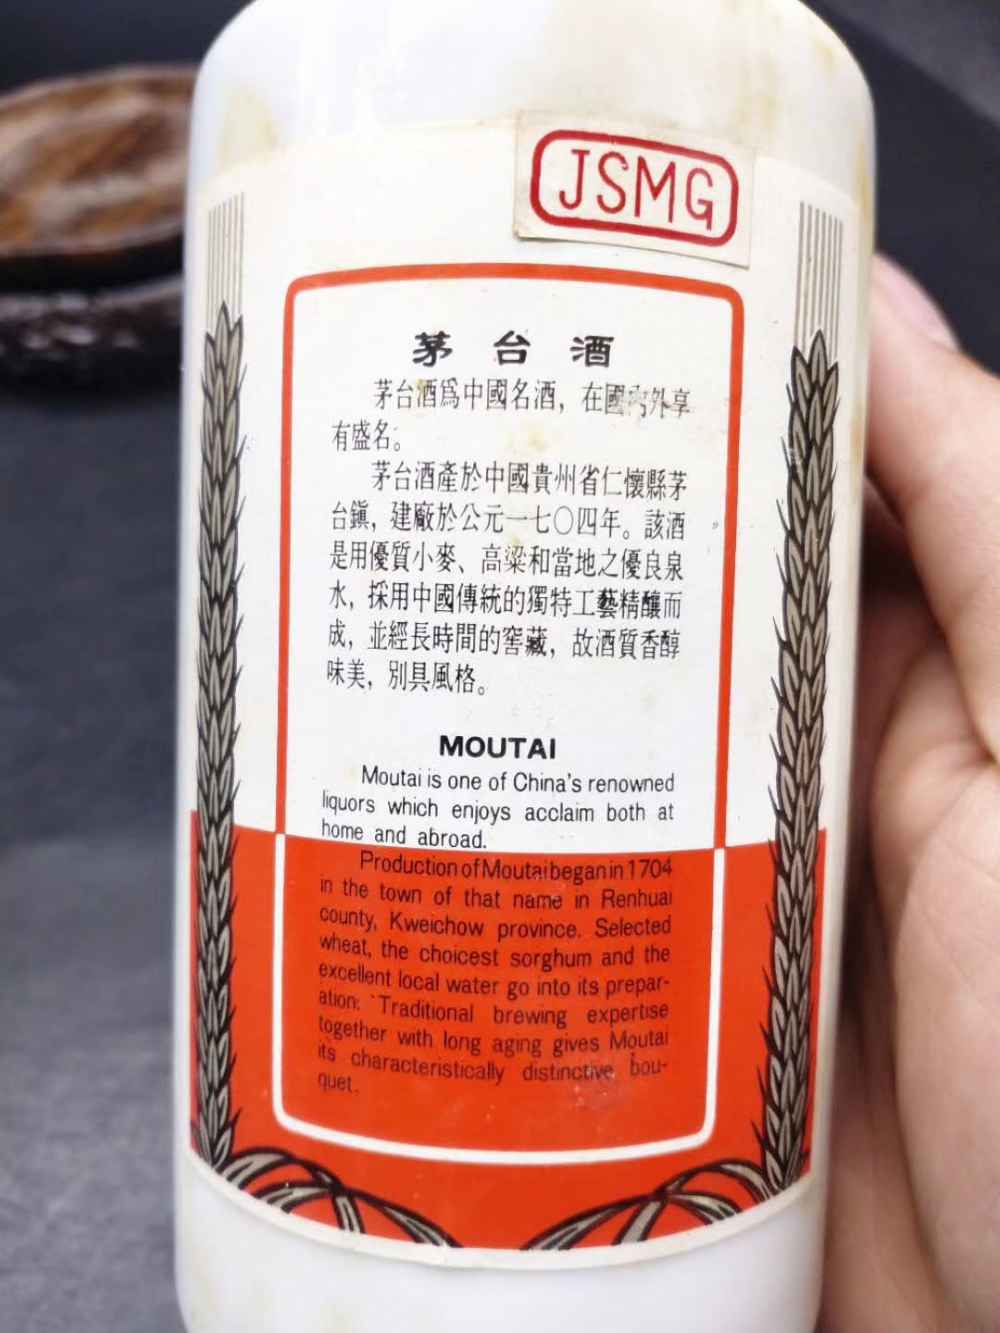 JSMG
茅台酒
茅台酒爲中國名酒，在國內外享
有盛名。
茅台酒產於中國貴州省仁懷縣茅
台鎭，建廠於公元一七〇四年。該酒
是用優質小麥、高粱和當地之優良泉
水，採用中國傳統的獨特工藝精釀而
成，並經長時間的窖藏，故酒質香醇
味美，別具風格。
MOUTAI
Moutai is one of China's renowned
liquors which enjoys acclaim both at
home and abroad.
Production of Moutai began in 1704
in the town of that name in Renhuai
county, Kweichow province. Selected
wheat, the choicest sorghum and the
excellent local water go into its prepar-
ation. Traditional brewing expertise
together with long aging gives Moutai
its characteristically distinctive bou-
quet.